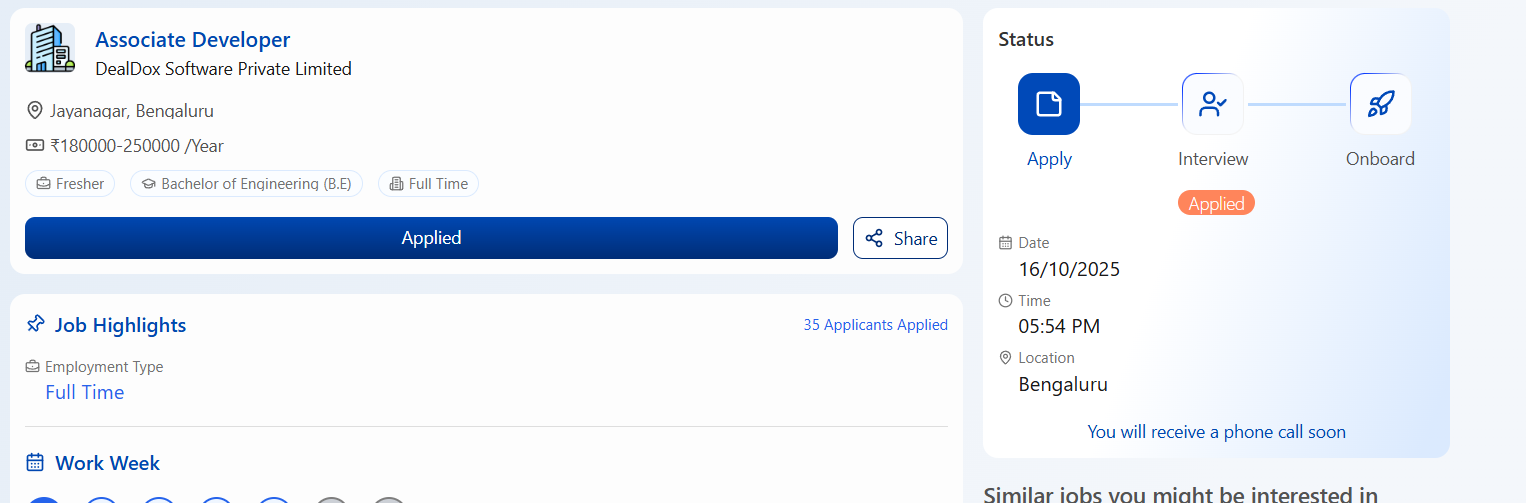 Associate Developer
DealDox Software Private Limited
Jayanagar, Bengaluru
₹180000-250000 /Year
Fresher
Bachelor of Engineering (B.E)
Full Time
Applied
Share
Job Highlights
35 Applicants Applied
Employment Type
Full Time
Work Week
Status
Apply
Interview
Onboard
Applied
Date
16/10/2025
Time
05:54 PM
Location
Bengaluru
You will receive a phone call soon
Similar jobs you might be interested in